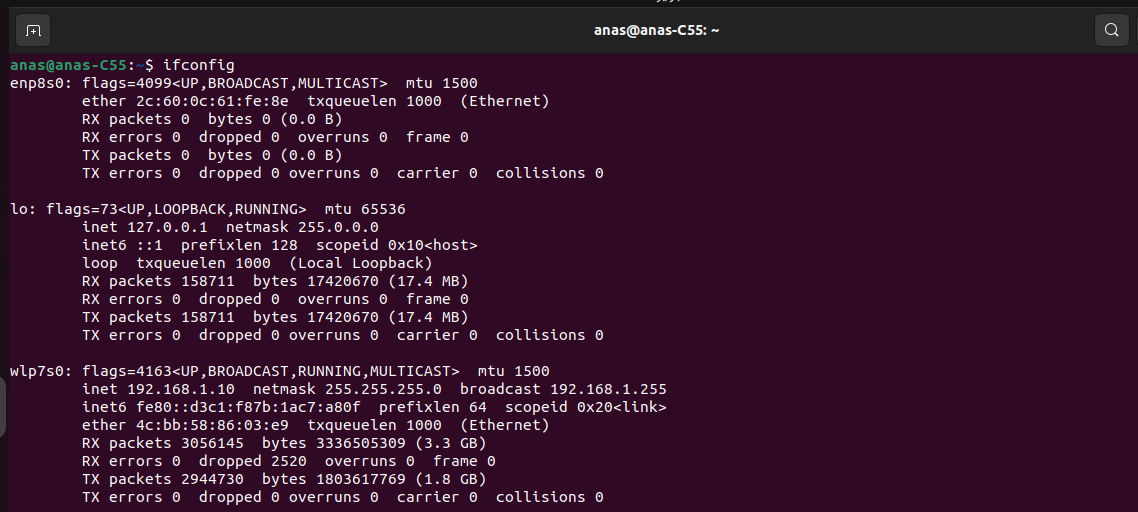 anas@anas-C55: ~
anas@anas-C55:~$ ifconfig
enp8s0: flags=4099<UP,BROADCAST,MULTICAST>  mtu 1500
        ether 2c:60:0c:61:fe:8e  txqueuelen 1000  (Ethernet)
        RX packets 0  bytes 0 (0.0 B)
        RX errors 0  dropped 0  overruns 0  frame 0
        TX packets 0  bytes 0 (0.0 B)
        TX errors 0  dropped 0 overruns 0  carrier 0  collisions 0

lo: flags=73<UP,LOOPBACK,RUNNING>  mtu 65536
        inet 127.0.0.1  netmask 255.0.0.0
        inet6 ::1  prefixlen 128  scopeid 0x10<host>
        loop  txqueuelen 1000  (Local Loopback)
        RX packets 158711  bytes 17420670 (17.4 MB)
        RX errors 0  dropped 0  overruns 0  frame 0
        TX packets 158711  bytes 17420670 (17.4 MB)
        TX errors 0  dropped 0 overruns 0  carrier 0  collisions 0

wlp7s0: flags=4163<UP,BROADCAST,RUNNING,MULTICAST>  mtu 1500
        inet 192.168.1.10  netmask 255.255.255.0  broadcast 192.168.1.255
        inet6 fe80::d3c1:f87b:1ac7:a80f  prefixlen 64  scopeid 0x20<link>
        ether 4c:bb:58:86:03:e9  txqueuelen 1000  (Ethernet)
        RX packets 3056145  bytes 3336505309 (3.3 GB)
        RX errors 0  dropped 2520  overruns 0  frame 0
        TX packets 2944730  bytes 1803617769 (1.8 GB)
        TX errors 0  dropped 0 overruns 0  carrier 0  collisions 0